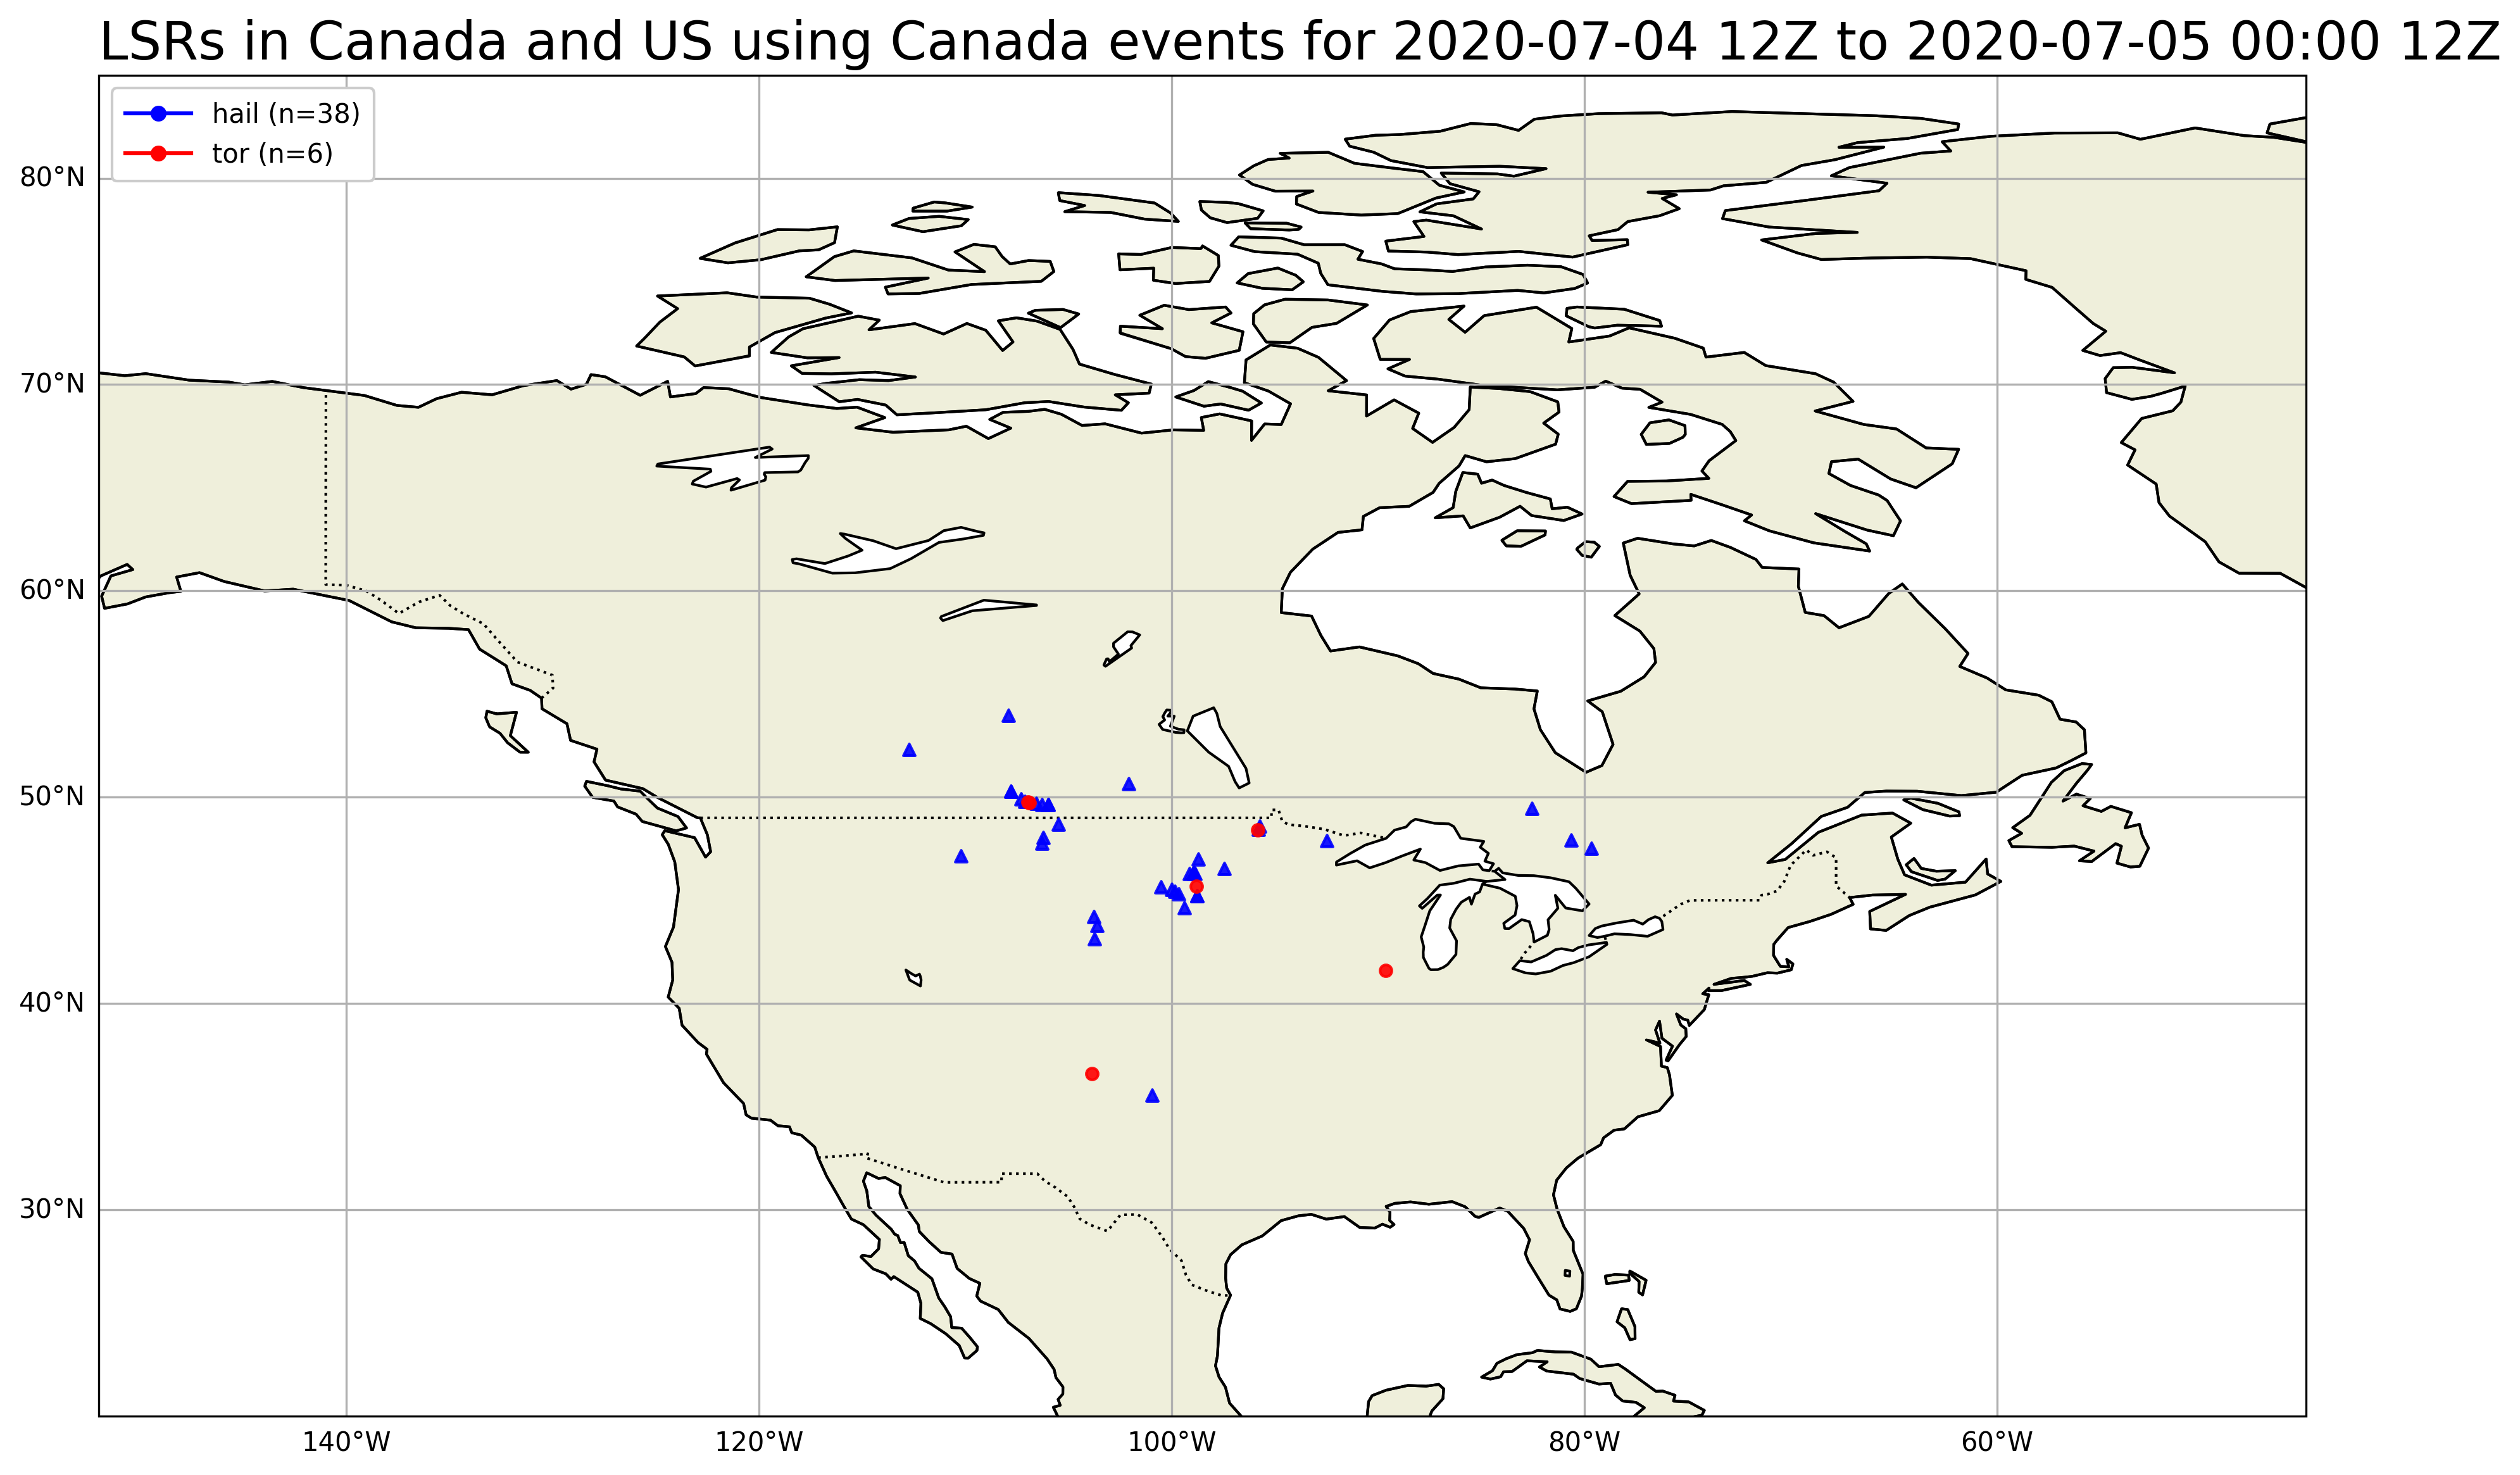 LSRs in Canada and US using Canada events for 2020-07-04 12Z to 2020-07-05 00:00 12Z
hail (n=38)
tor (n=6)
80°N
70°N
60°N
50°N
40°N
30°N
140°W 120°W 100°W 80°W 60°W